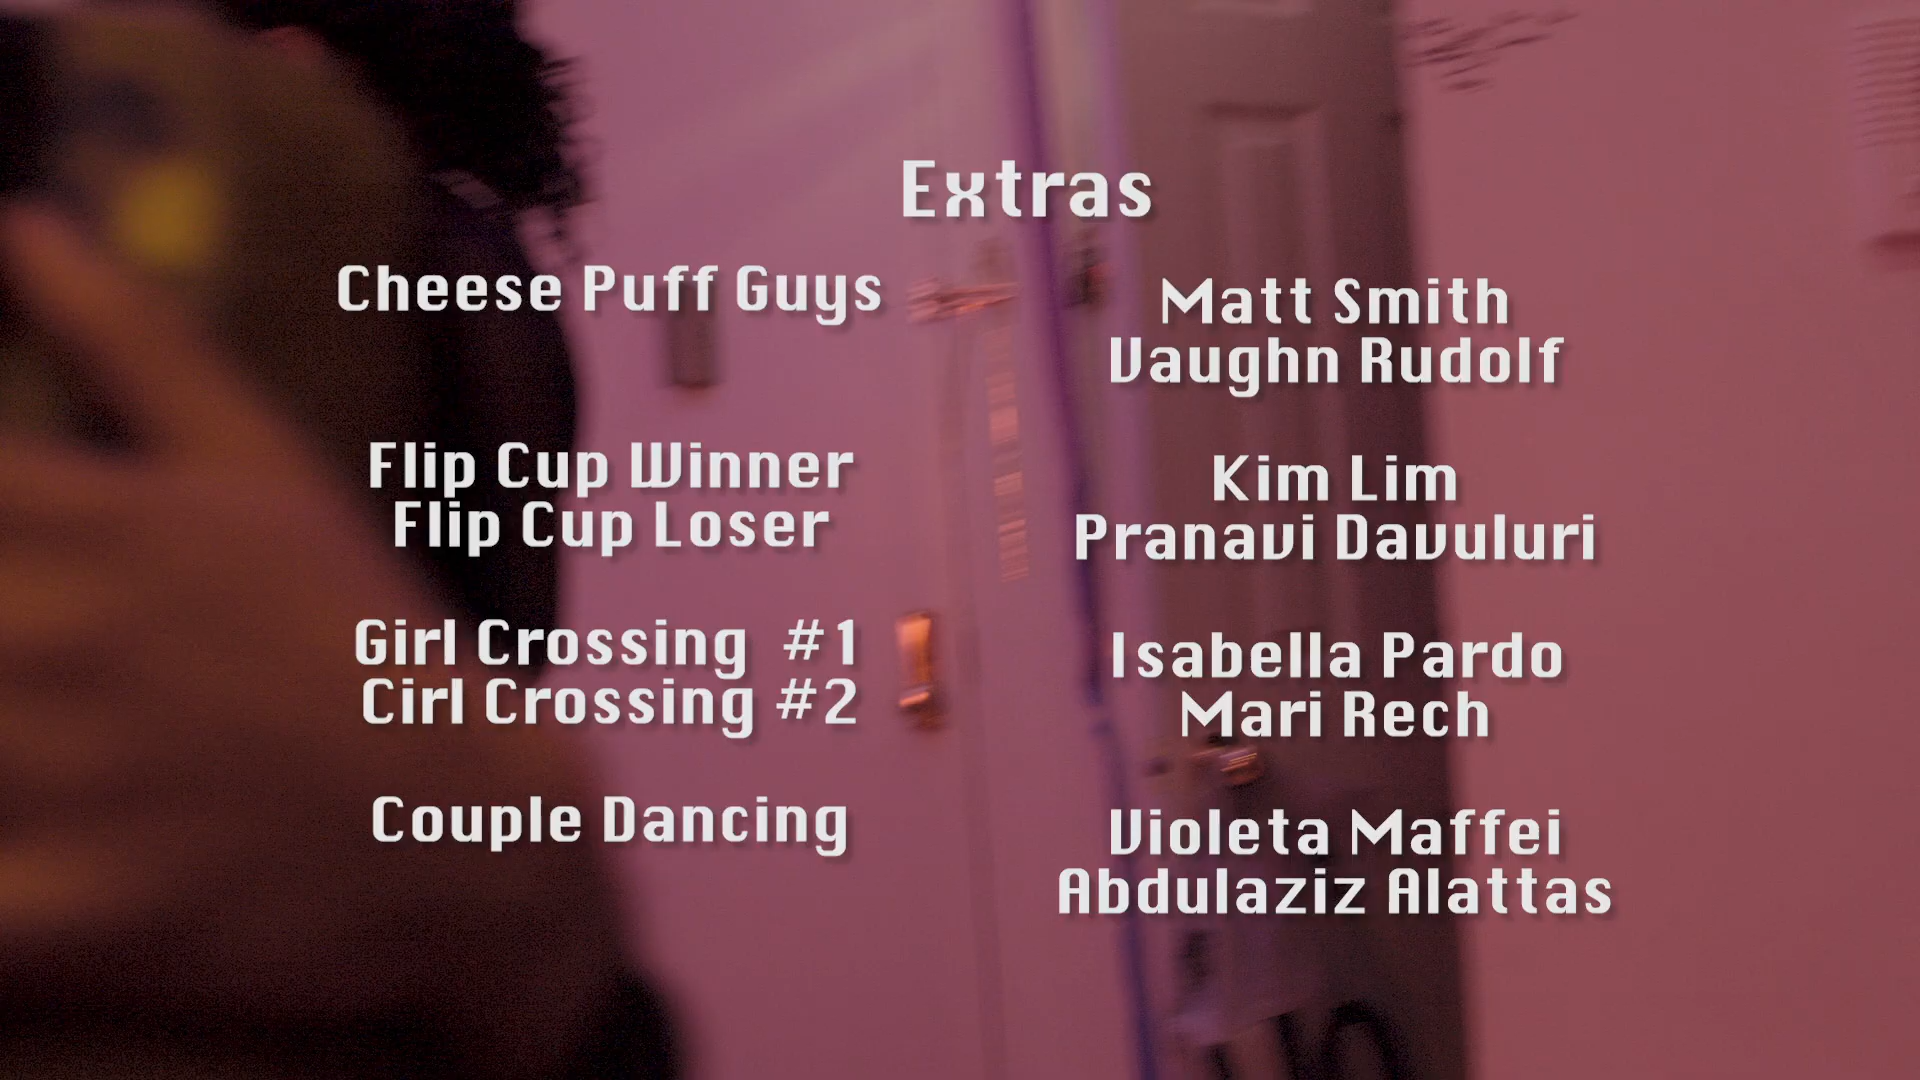 Extras
Cheese Puff Guys
Matt Smith
Vaughn Rudolf
Flip Cup Winner
Kim Lim
Flip Cup Loser
Pranavi Davuluri
Girl Crossing  #1
Isabella Pardo
Cirl Crossing #2
Mari Rech
Couple Dancing
Violeta Maffei
Abdulaziz Alattas